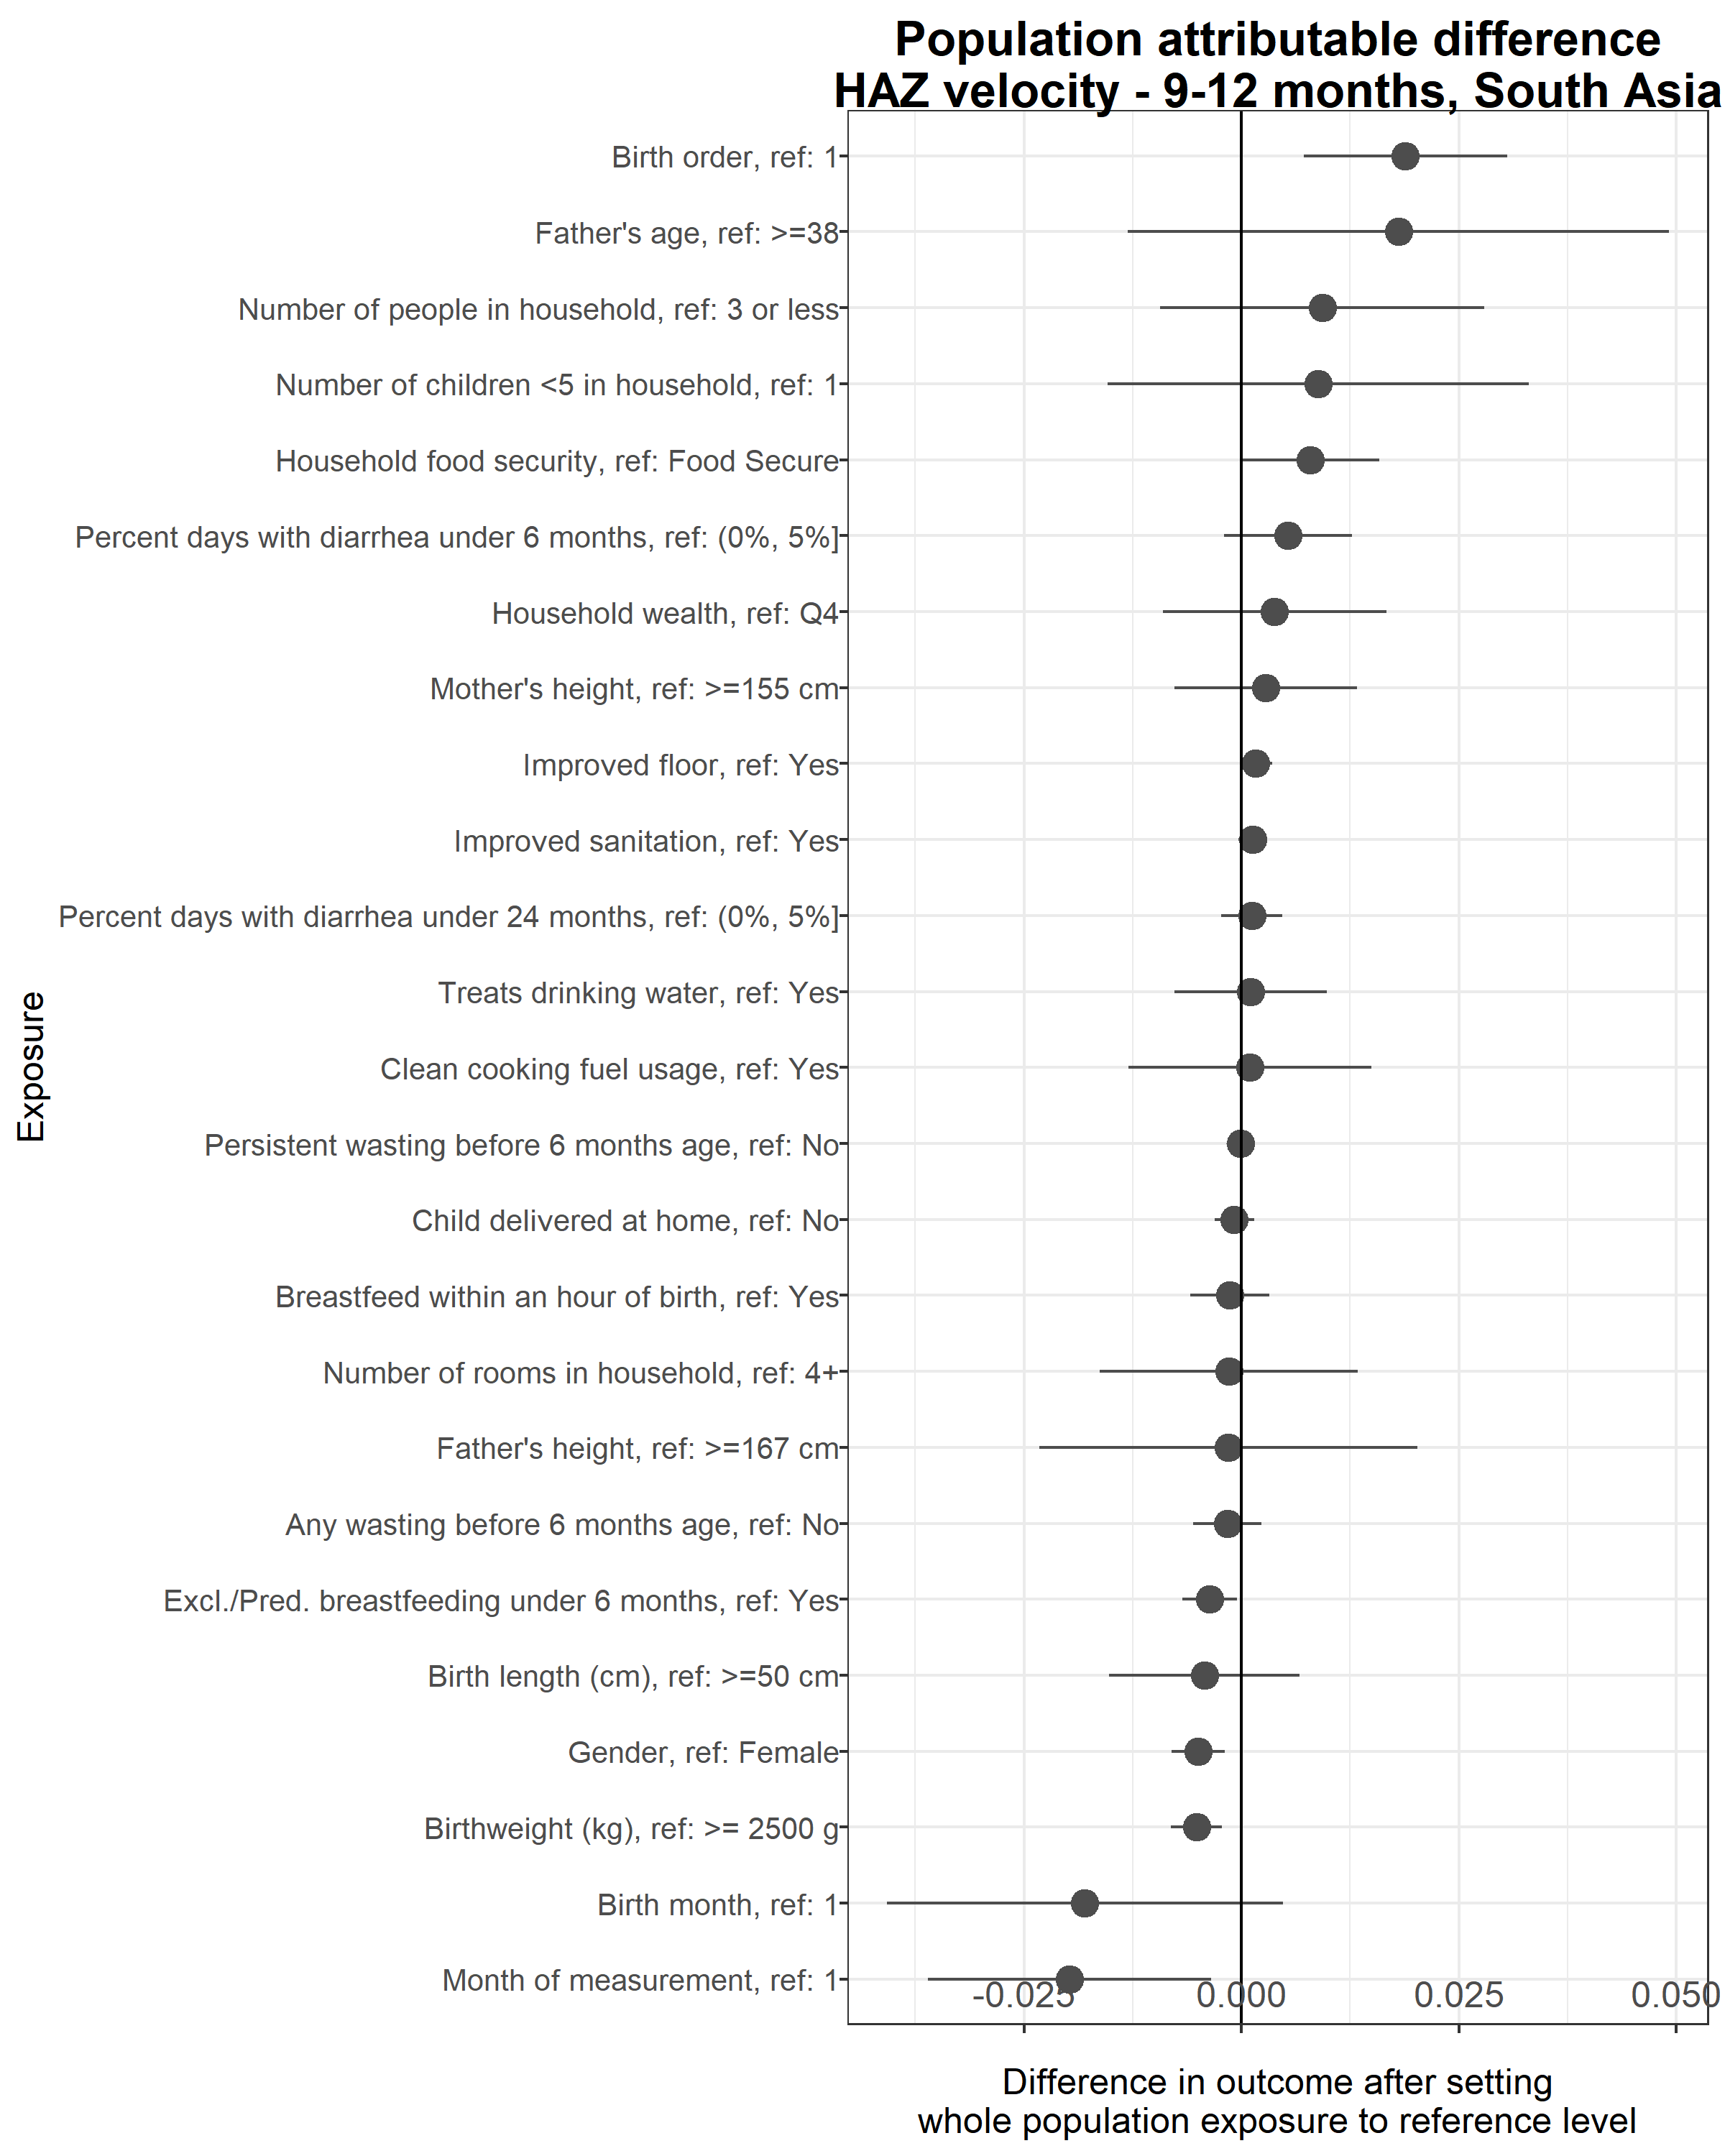 Population attributable difference
HAZ velocity - 9-12 months, South Asia
Birth order, ref: 1
Father's age, ref: >=38
Number of people in household, ref: 3 or less
Number of children <5 in household, ref: 1
Household food security, ref: Food Secure
Percent days with diarrhea under 6 months, ref: (0%, 5%]
Household wealth, ref: Q4
Mother's height, ref: >=155 cm
Improved floor, ref: Yes
Improved sanitation, ref: Yes
Percent days with diarrhea under 24 months, ref: (0%, 5%]
Treats drinking water, ref: Yes
Clean cooking fuel usage, ref: Yes
Persistent wasting before 6 months age, ref: No
Child delivered at home, ref: No
Breastfeed within an hour of birth, ref: Yes
Number of rooms in household, ref: 4+
Father's height, ref: >=167 cm
Any wasting before 6 months age, ref: No
Excl./Pred. breastfeeding under 6 months, ref: Yes
Birth length (cm), ref: >=50 cm
Gender, ref: Female
Birthweight (kg), ref: >= 2500 g
Birth month, ref: 1
Month of measurement, ref: 1
Exposure
-0.025 0.000 0.025 0.050
Difference in outcome after setting
whole population exposure to reference level